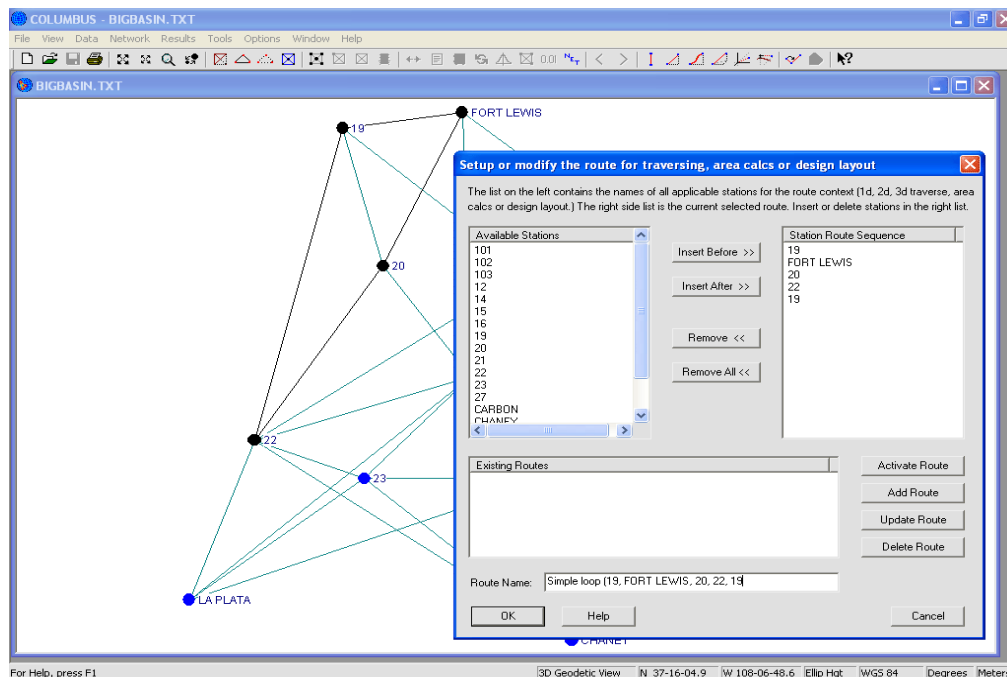 COLUMBUS - BIGBASIN.TXT
File View Data Network Results Tools Options Window Help
0.01
BIGBASIN.TXT
19
FORT LEWIS
20
22
23
LA PLATA
CHANEY
Setup or modify the route for traversing, area calcs or design layout
The list on the left contains the names of all applicable stations for the route context (1d, 2d, 3d traverse, area
calcs or design layout.) The right side list is the current selected route. Insert or delete stations in the right list.
Available Stations
101
102
103
12
14
15
16
19
20
21
22
23
27
CARBON
CHANEY
Insert Before >>
Insert After >>
Remove <<
Remove All <<
Station Route Sequence
19
FORT LEWIS
20
22
19
Existing Routes
Activate Route
Add Route
Update Route
Delete Route
Route Name: Simple loop (19, FORT LEWIS, 20, 22, 19
OK Help Cancel
For Help, press F1
3D Geodetic View N 37-16-04.9 W 108-06-48.6 Ellip Hgt WGS 84 Degrees Meters